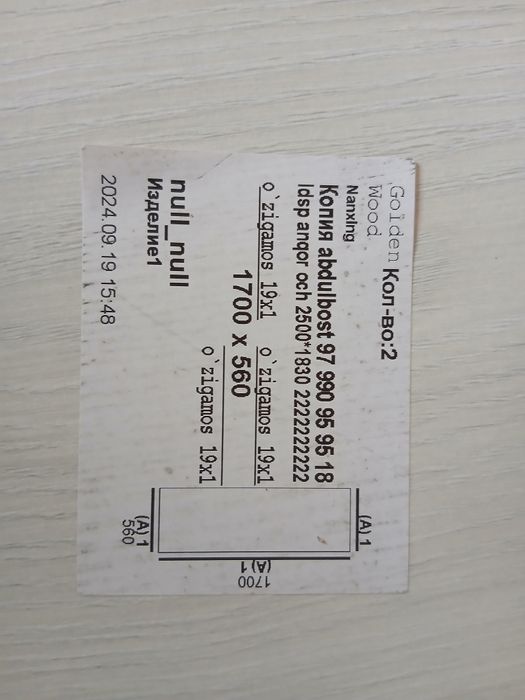 Golden Кол-во:2
Wood
Nanxing
Копия abdulbost 97 990 95 95 18
ldsp anqor och 2500*1830 2222222222
o`zigamos 19x1 o`zigamos 19x1
1700 x 560
o`zigamos 19x1
null_null
Изделие1
2024.09.19 15:48
(A) 1
(A) 1
1700
(A) 1
560